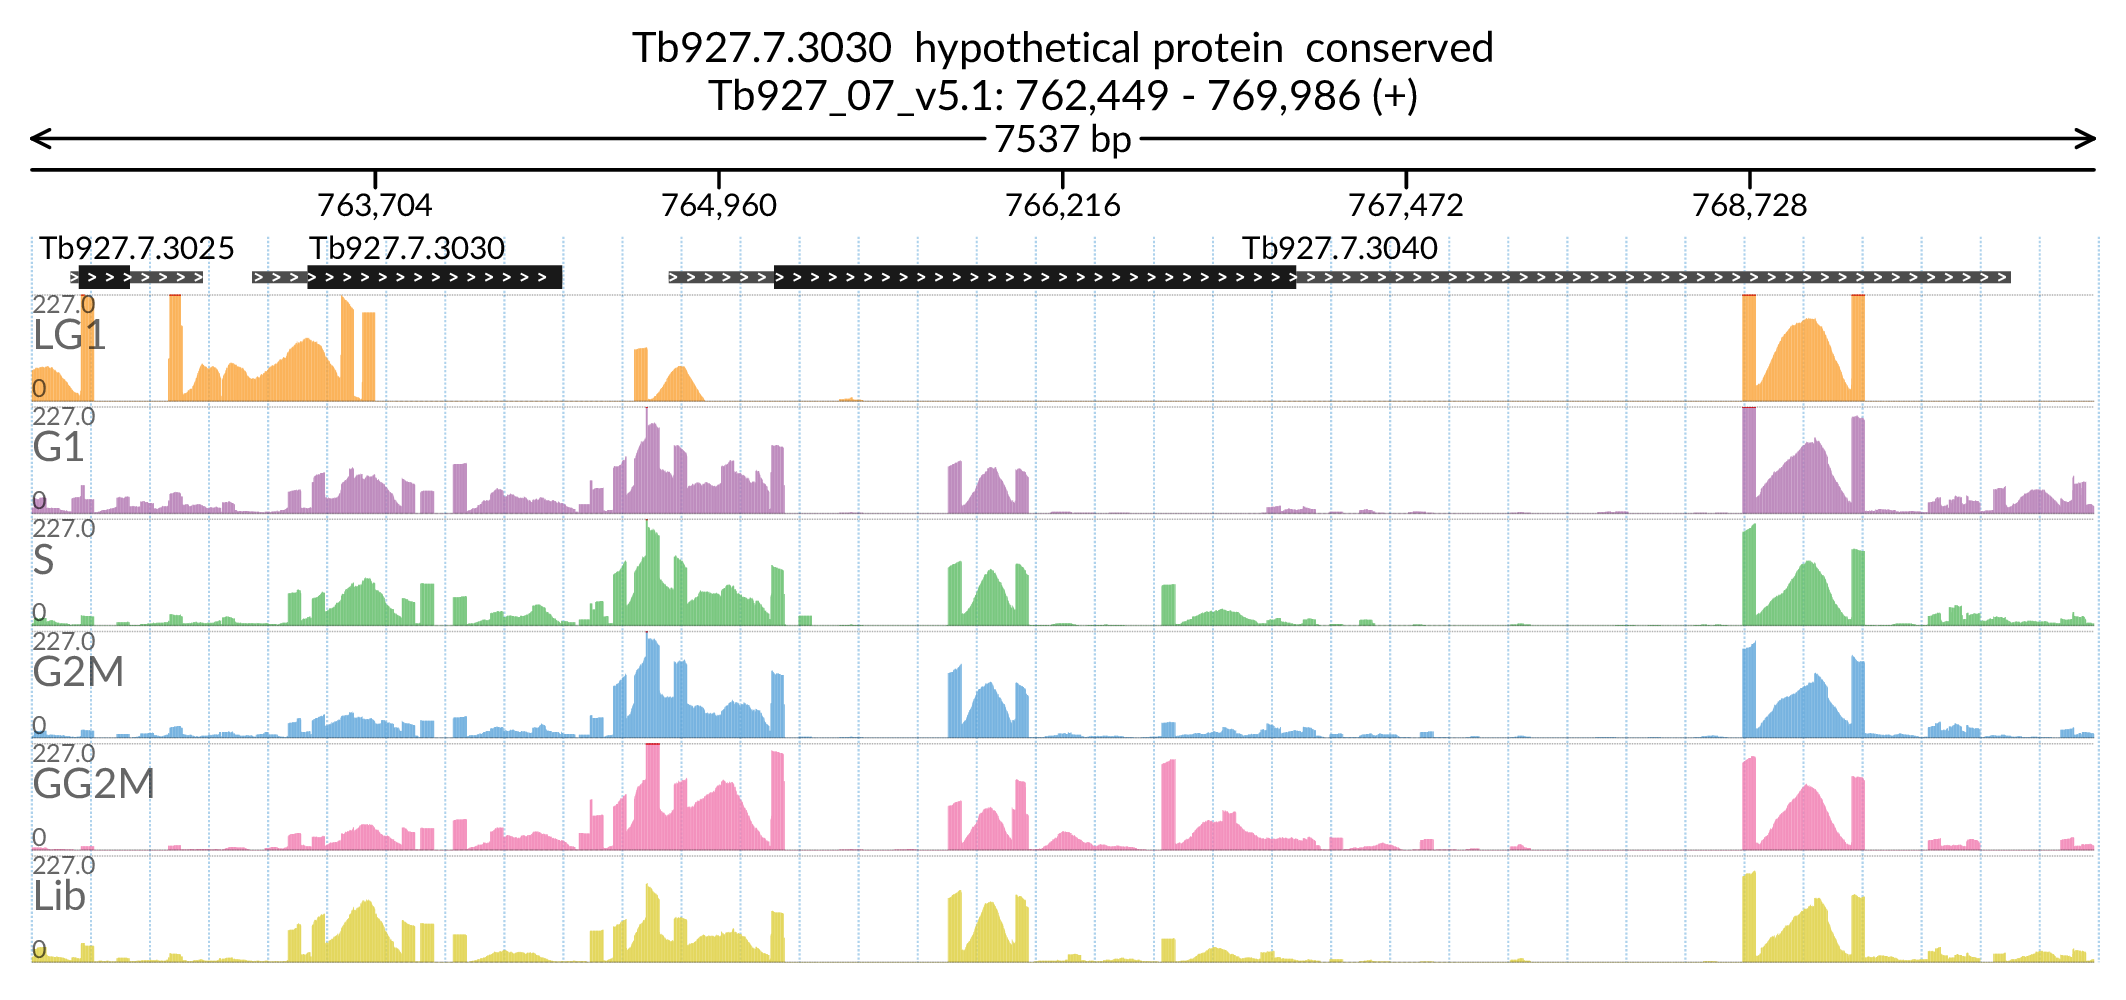 Tb927.7.3030 hypothetical protein conserved
Tb927_07_v5.1: 762,449 - 769,986 (+)
7537 bp
763,704 764,960 766,216 767,472 768,728
Tb927.7.3025 Tb927.7.3030 Tb927.7.3040
227.0
LG1
0
227.0
G1
0
227.0
S
0
227.0
G2M
0
227.0
GG2M
0
227.0
Lib
0